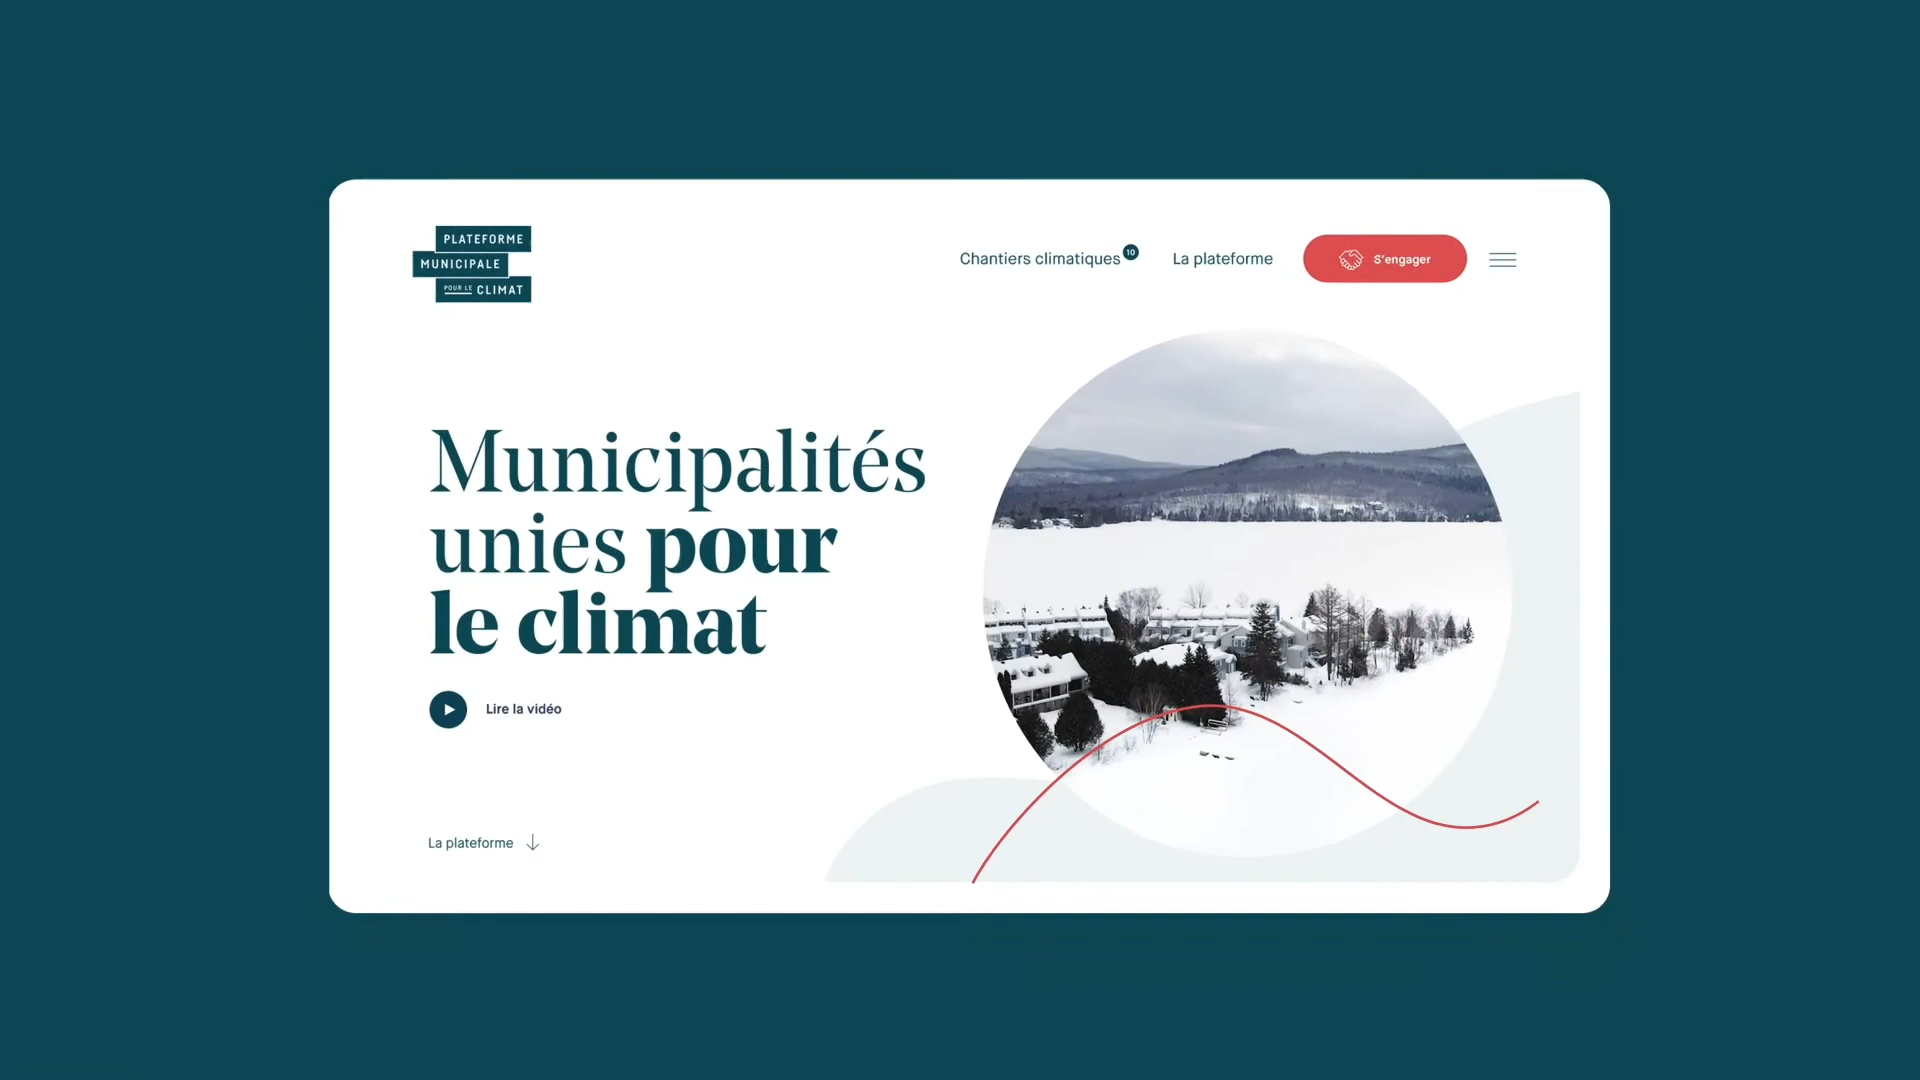 PLATEFORME
MUNICIPALE
POUR LE CLIMAT
Chantiers climatiques 10
La plateforme
S'engager
Municipalités
unies pour
le climat
Lire la vidéo
La plateforme